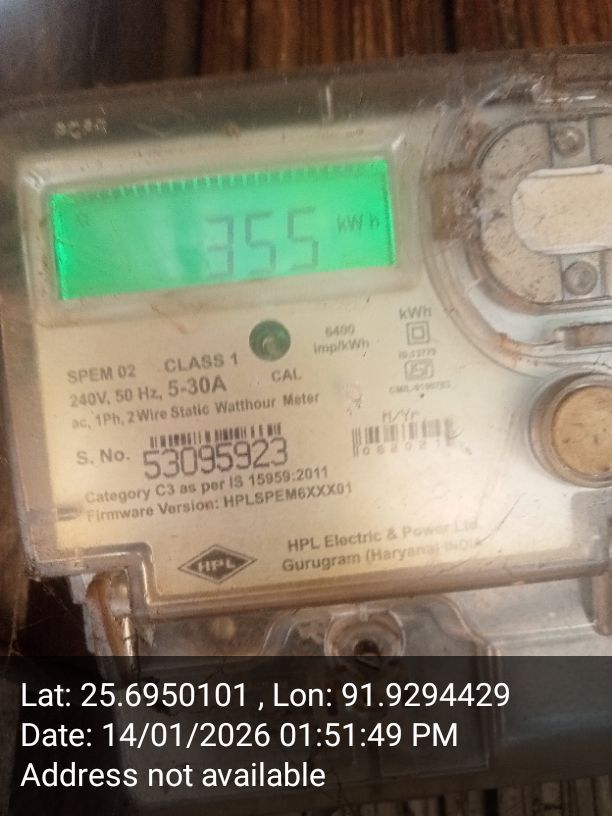 355 kWh
6400
imp/kWh
kWh
IS:13779
SPEM 02 CLASS 1
240V, 50 Hz, 5-30A CAL
ac, 1Ph, 2 Wire Static Watthour Meter
M/Yr
S. No. 53095923
Category C3 as per IS 15959:2011
Firmware Version: HPLSPEM6XXX01
HPL
HPL Electric & Power Ltd.
Gurugram (Haryana) INDIA
Lat: 25.6950101 , Lon: 91.9294429
Date: 14/01/2026 01:51:49 PM
Address not available